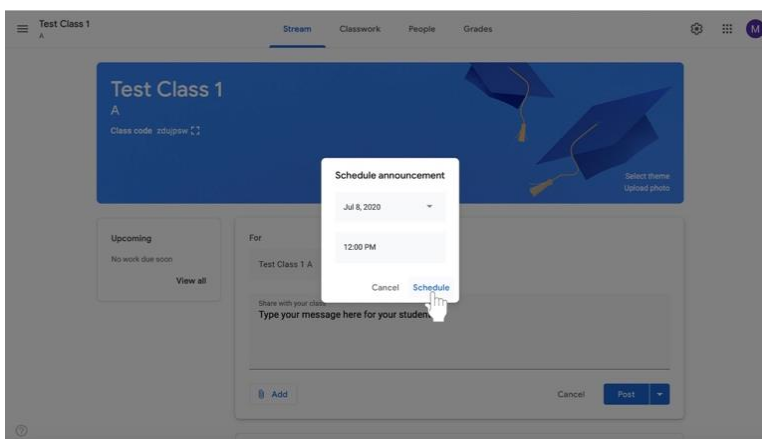 Test Class 1
A
Stream Classwork People Grades
M
Test Class 1
A
Class code zdujpsw
Select theme
Upload photo
Schedule announcement
Jul 8, 2020
12:00 PM
Cancel Schedule
Upcoming
No work due soon
View all
For
Test Class 1 A
Share with your class
Type your message here for your student
Add
Cancel Post